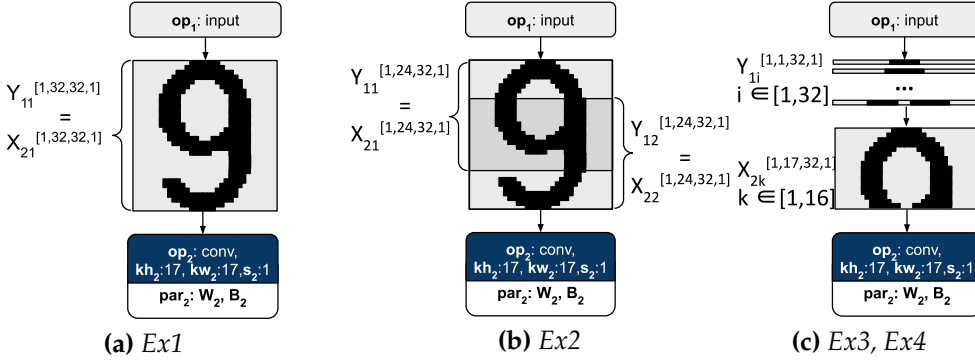 op₁: input
Y₁₁[1,32,32,1]
=
X₂₁[1,32,32,1]
op₂: conv,
kh₂:17, kw₂:17,s₂:1
par₂: W₂, B₂
(a) Ex1
op₁: input
Y₁₁[1,24,32,1]
=
X₂₁[1,24,32,1]
Y₁₂[1,24,32,1]
=
X₂₂[1,24,32,1]
op₂: conv,
kh₂:17, kw₂:17,s₂:1
par₂: W₂, B₂
(b) Ex2
op₁: input
Y₁ᵢ[1,1,32,1]
i ∈ [1,32]
...
X₂ₖ[1,17,32,1]
k ∈ [1,16]
op₂: conv,
kh₂:17, kw₂:17,s₂:1
par₂: W₂, B₂
(c) Ex3, Ex4